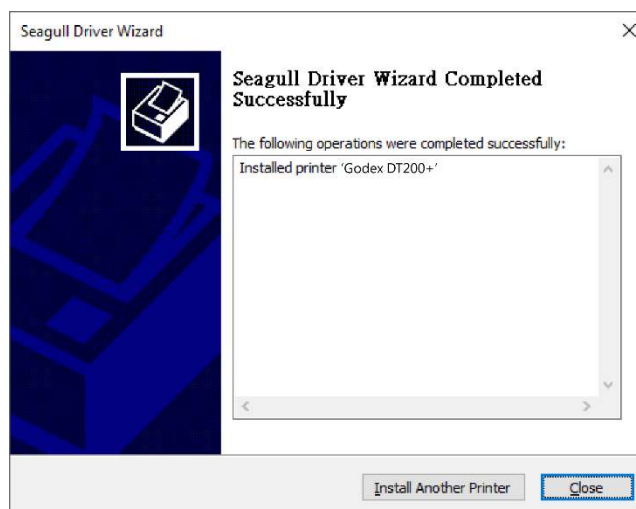 Seagull Driver Wizard
Seagull Driver Wizard Completed
Successfully
The following operations were completed successfully:
Installed printer ‘Godex DT200+’
Install Another Printer
Close